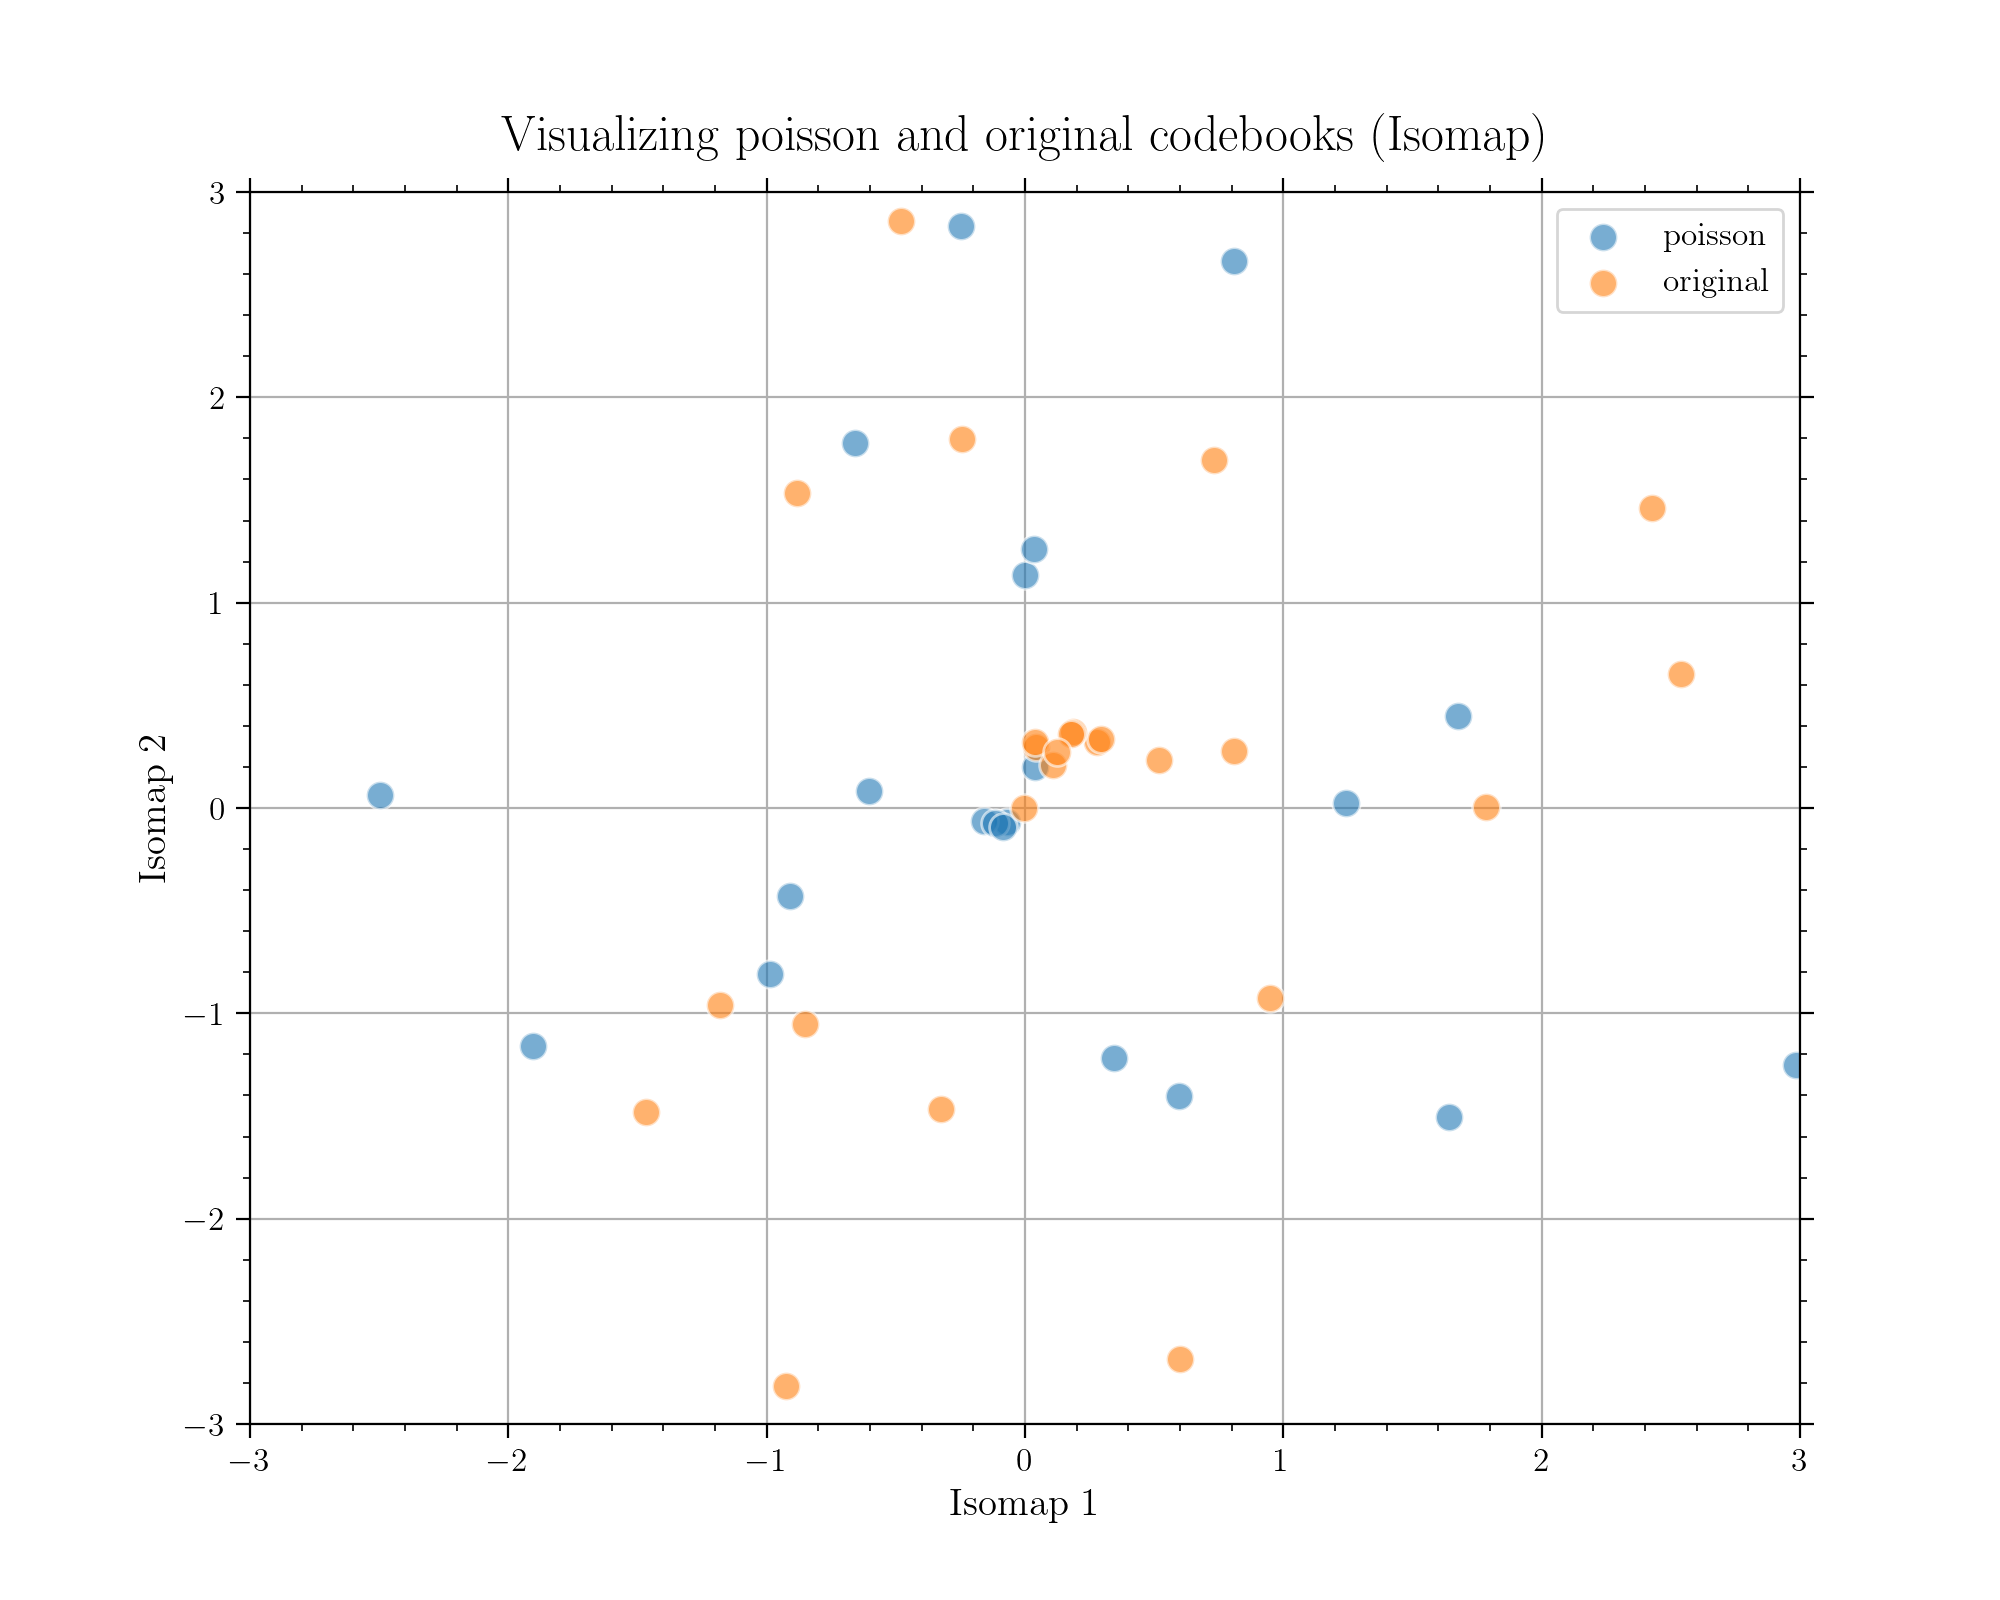 Visualizing poisson and original codebooks (Isomap)
poisson
original
3
2
1
0
−1
−2
−3
Isomap 2
−3
−2
−1
0
1
2
3
Isomap 1